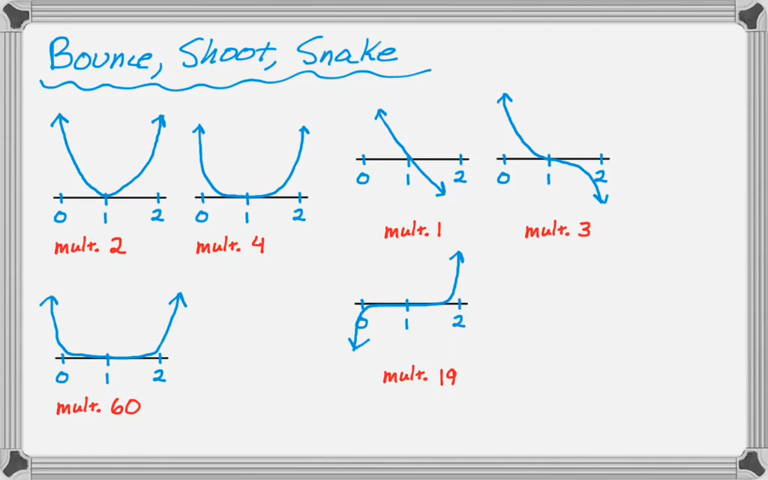 Bounce, Shoot, Snake
0 1 2
mult. 2
0 1 2
mult. 4
0 1 2
mult. 1
0 1 2
mult. 3
0 1 2
mult. 60
0 1 2
mult. 19